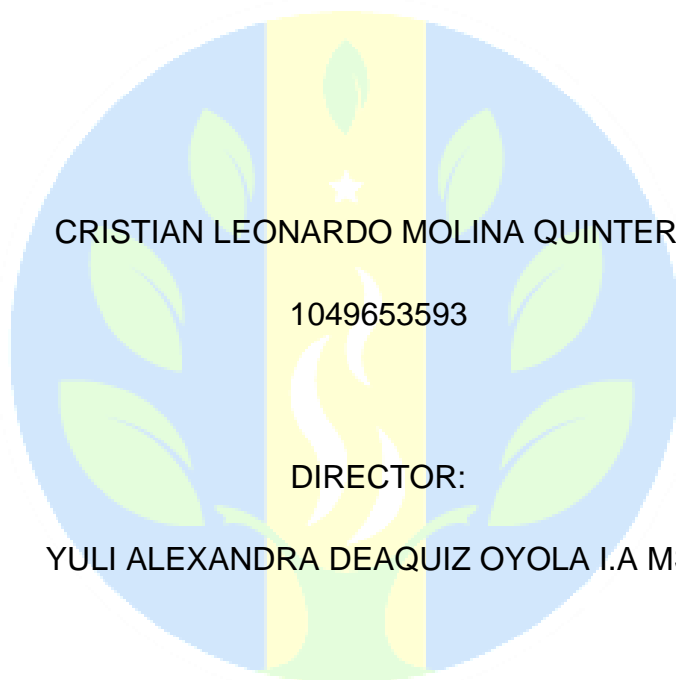 CRISTIAN LEONARDO MOLINA QUINTER
1049653593
DIRECTOR:
YULI ALEXANDRA DEAQUIZ OYOLA I.A